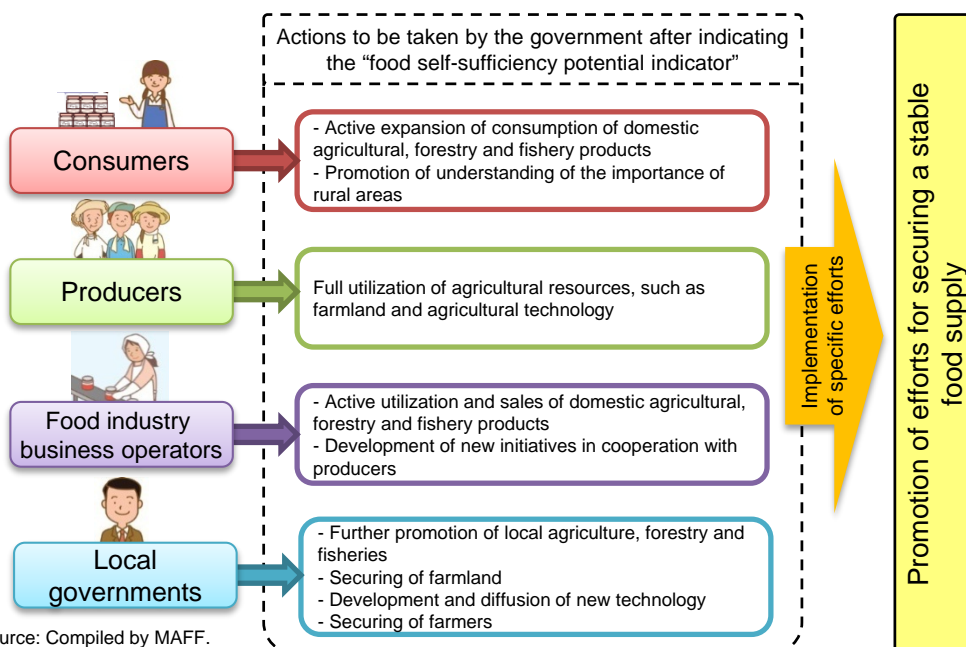 Actions to be taken by the government after indicating
the “food self-sufficiency potential indicator”
Consumers
- Active expansion of consumption of domestic
agricultural, forestry and fishery products
- Promotion of understanding of the importance of
rural areas
Producers
Full utilization of agricultural resources, such as
farmland and agricultural technology
Food industry
business operators
- Active utilization and sales of domestic agricultural,
forestry and fishery products
- Development of new initiatives in cooperation with
producers
Local
governments
- Further promotion of local agriculture, forestry and
fisheries
- Securing of farmland
- Development and diffusion of new technology
- Securing of farmers
Implementation
of specific efforts
Promotion of efforts for securing a stable
food supply
urce: Compiled by MAFF.